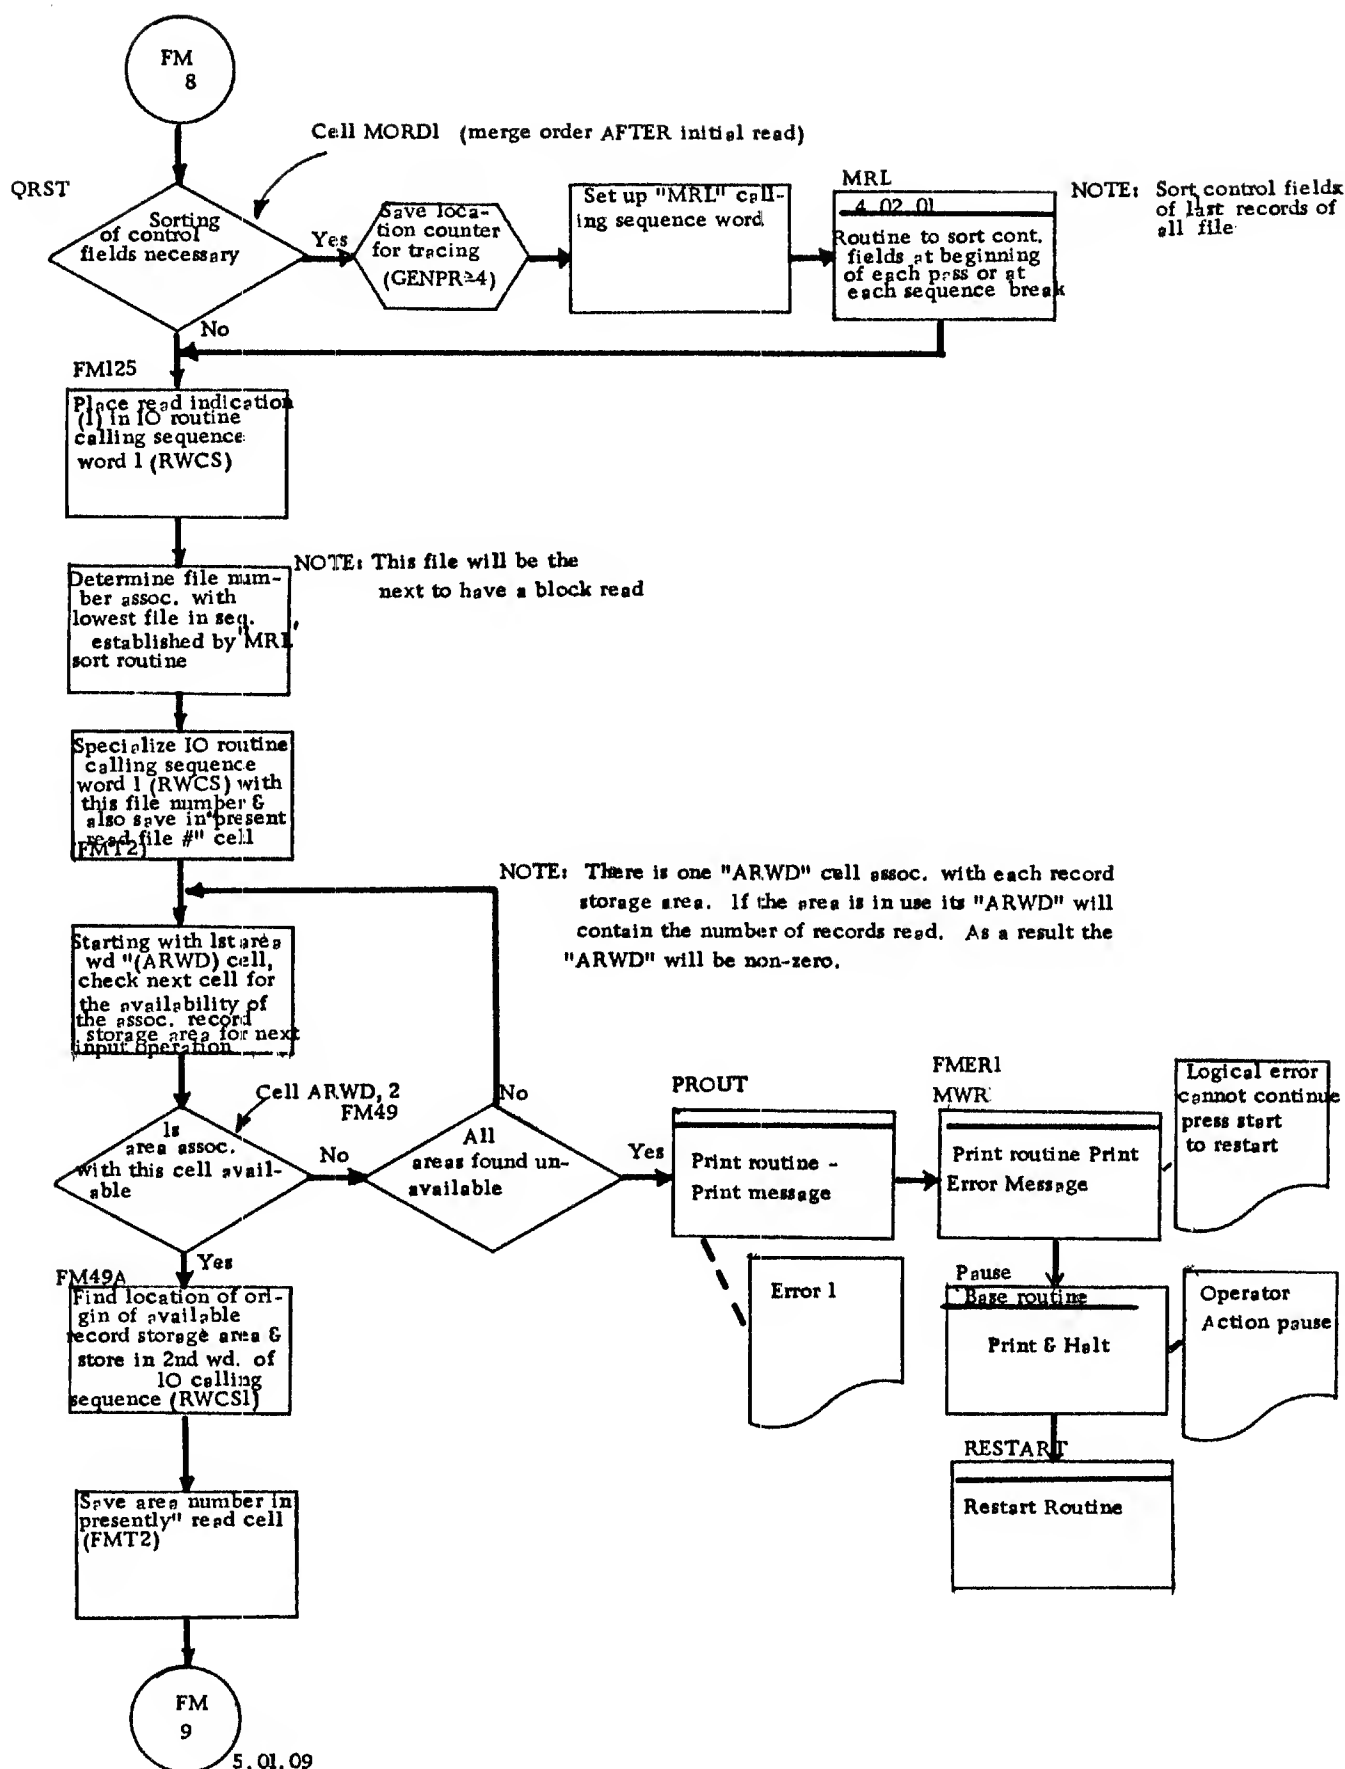 FM
8
Cell MORD1 (merge order AFTER initial read)
QRST
Sorting
of control
fields necessary
Yes
No
Save loca-
tion counter
for tracing
(GENPR≥4)
Set up "MRL" call-
ing sequence word
MRL
4 02 01
Routine to sort cont.
fields at beginning
of each pass or at
each sequence break
NOTE: Sort control fields
of last records of
all file
FM125
Place read indication
(1) in IO routine
calling sequence
word 1 (RWCS)
Determine file num-
ber assoc. with
lowest file in seq.
established by 'MRL'
sort routine
NOTE: This file will be the
next to have a block read
Specialize IO routine
calling sequence
word 1 (RWCS) with
this file number &
also save in "present
read file #" cell
(FMT2)
NOTE: There is one "ARWD" cell assoc. with each record
storage area. If the area is in use its "ARWD" will
contain the number of records read. As a result the
"ARWD" will be non-zero.
Starting with 1st area
wd "(ARWD) cell,
check next cell for
the availability of
the assoc. record
storage area for next
input operation
Cell ARWD, 2
FM49
Is
area assoc.
with this cell avail-
able
No
Yes
All
areas found un-
available
No
Yes
PROUT
Print routine -
Print message
Error 1
FMER1
MWR
Print routine Print
Error Message
Logical error
cannot continue
press start
to restart
Pause
Base routine
Print & Halt
Operator
Action pause
RESTART
Restart Routine
FM49A
Find location of ori-
gin of available
record storage area &
store in 2nd wd. of
IO calling
sequence (RWCS1)
Save area number in
presently" read cell
(FMT2)
FM
9
5.01.09